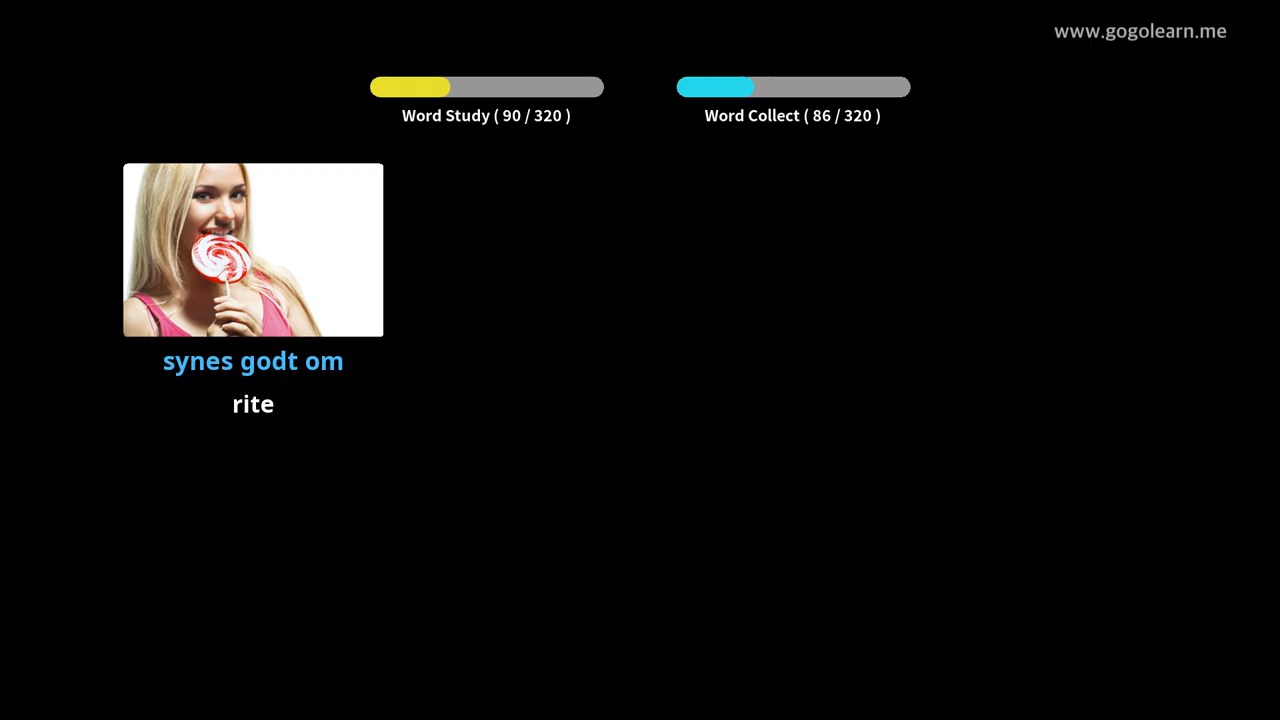 www.gogolearn.me
Word Study ( 90 / 320 )
Word Collect ( 86 / 320 )
synes godt om
rite